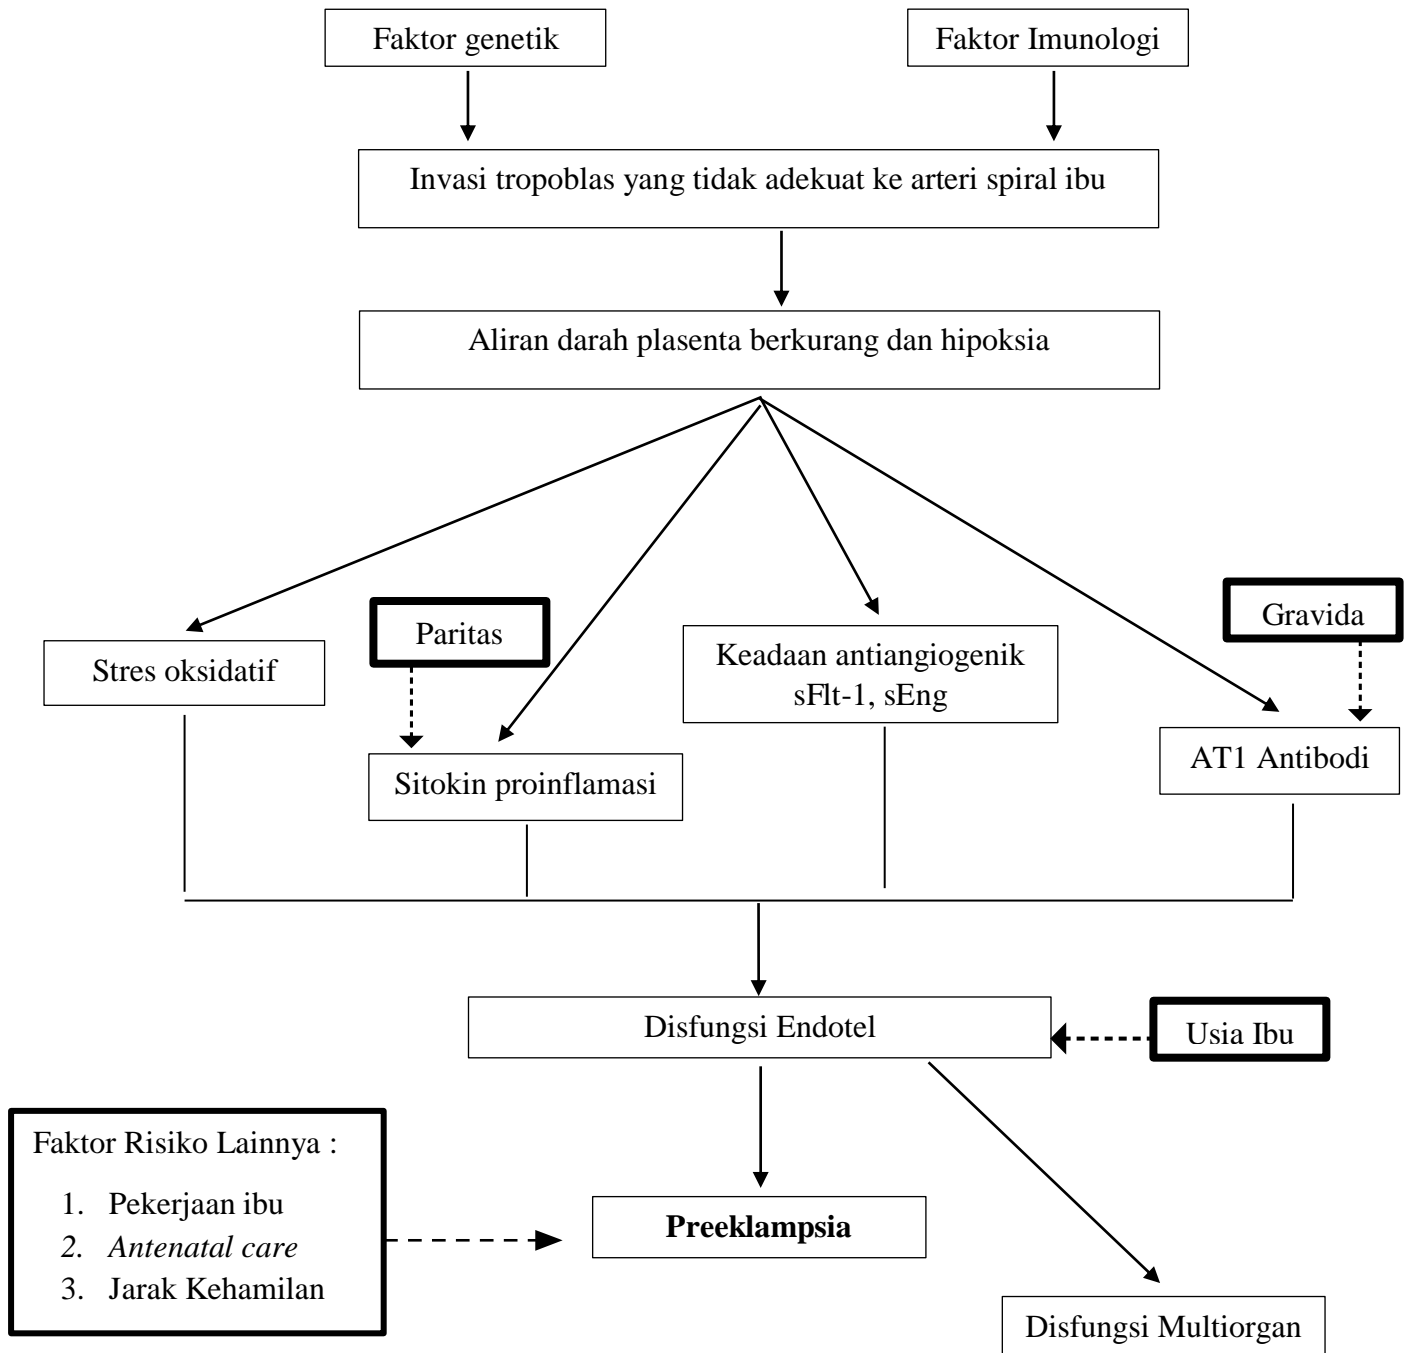 Faktor genetik
Faktor Imunologi
Invasi tropoblas yang tidak adekuat ke arteri spiral ibu
Aliran darah plasenta berkurang dan hipoksia
Stres oksidatif
Paritas
Sitokin proinflamasi
Keadaan antiangiogenik
sFlt-1, sEng
Gravida
AT1 Antibodi
Disfungsi Endotel
Usia Ibu
Faktor Risiko Lainnya :
1. Pekerjaan ibu
2. Antenatal care
3. Jarak Kehamilan
Preeklampsia
Disfungsi Multiorgan